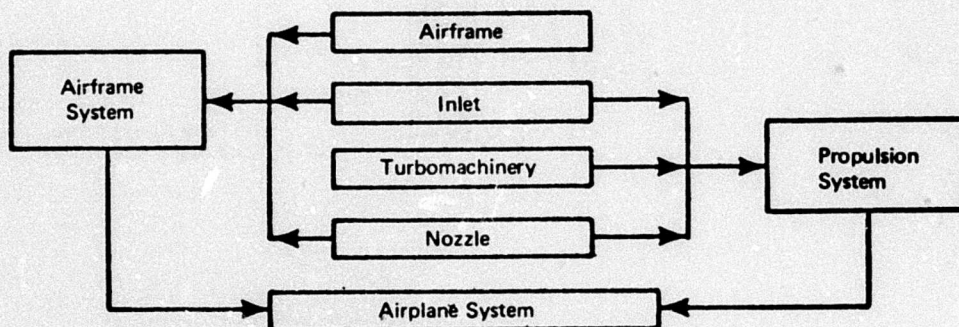 Airframe
Airframe
System
Inlet
Turbomachinery
Propulsion
System
Nozzle
Airplane System